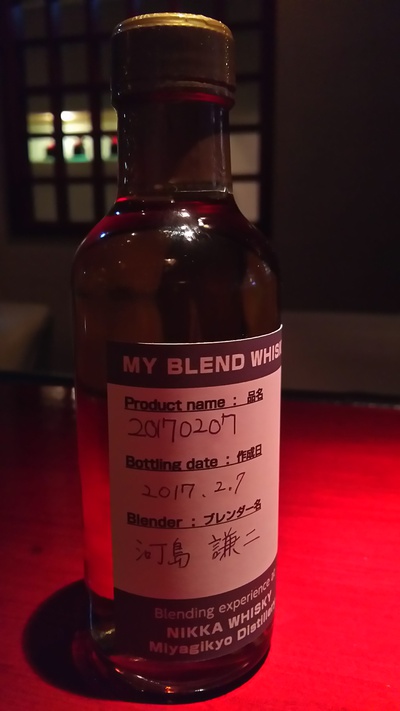 MY BLEND WHIS
Product name : 品名
20170207
Bottling date : 作成日
2017.2.7
Blender : ブレンダー名
河島 謙二
Blending experience
NIKKA WHISKY
Miyagikyo Distiller